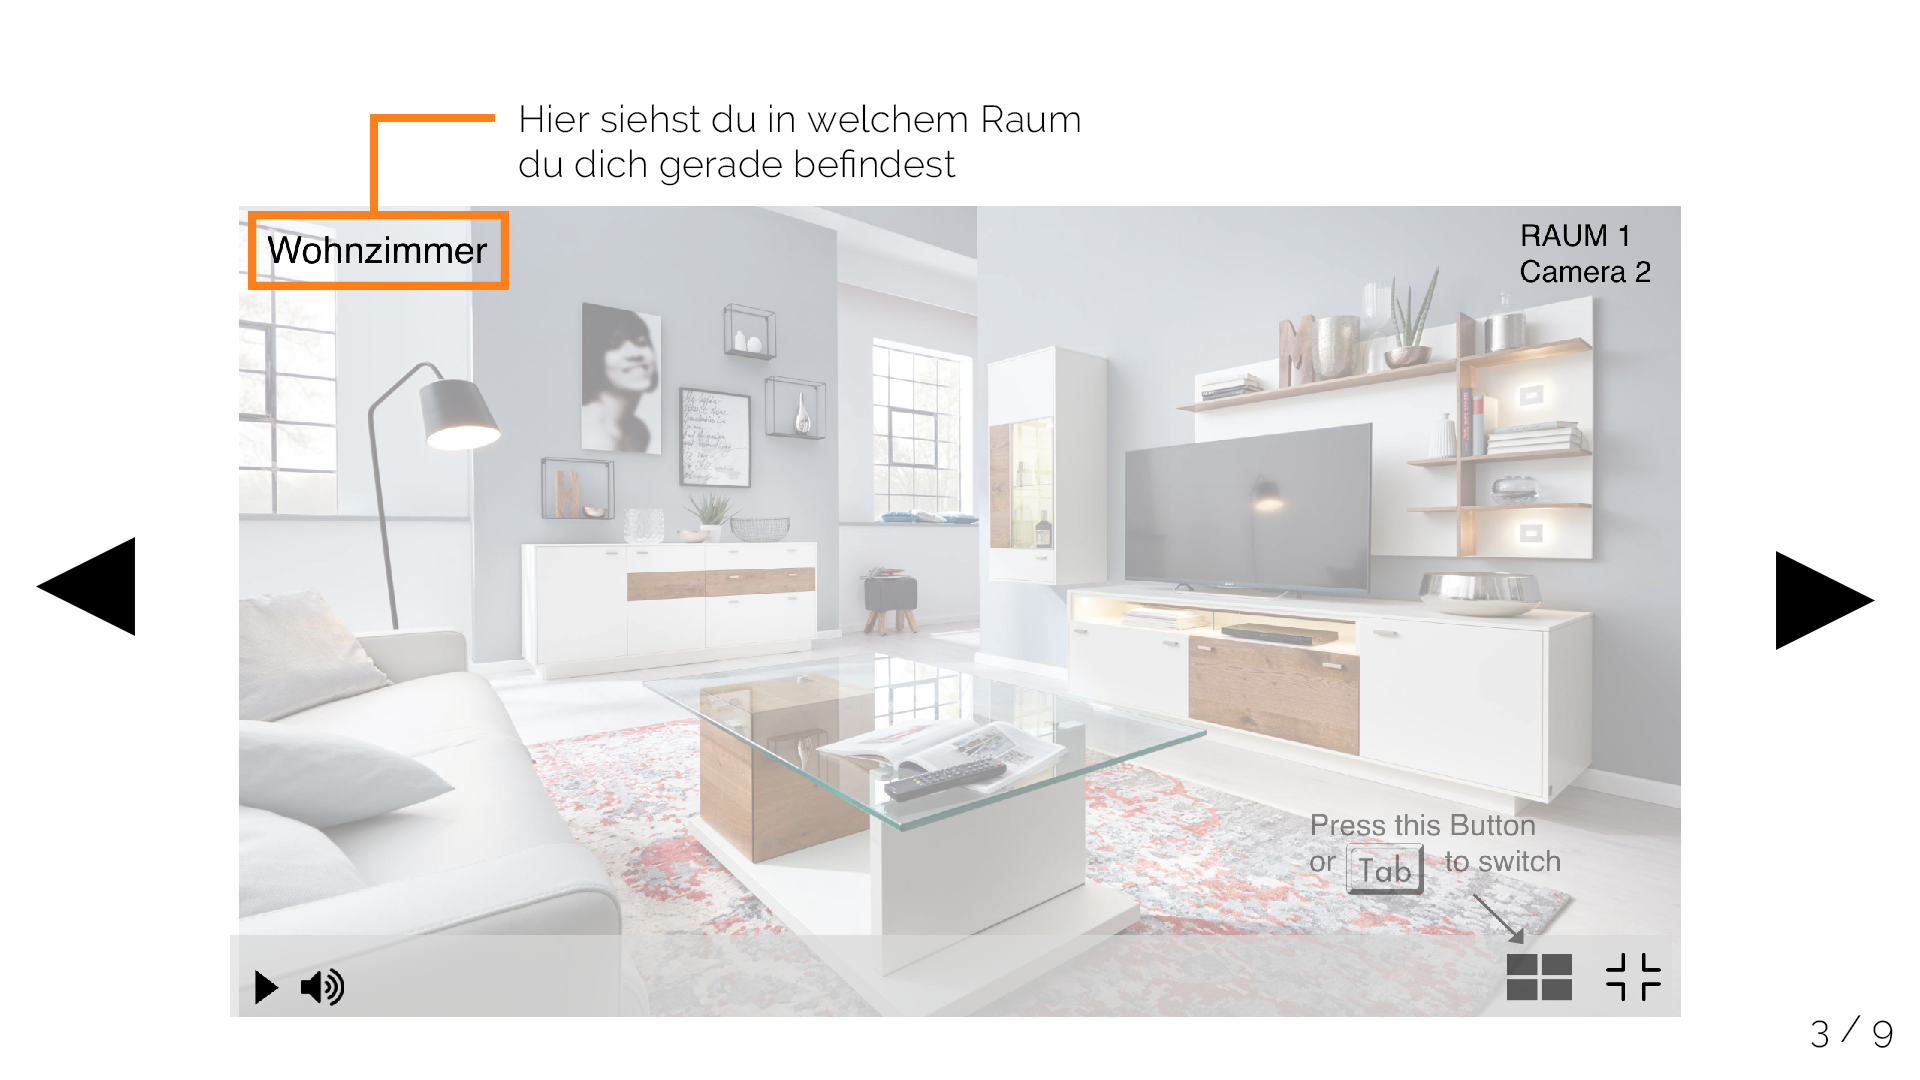 Hier siehst du in welchem Raum
du dich gerade befindest
Wohnzimmer
RAUM 1
Camera 2
M
H
Press this Button
or Tab to switch
3 / 9